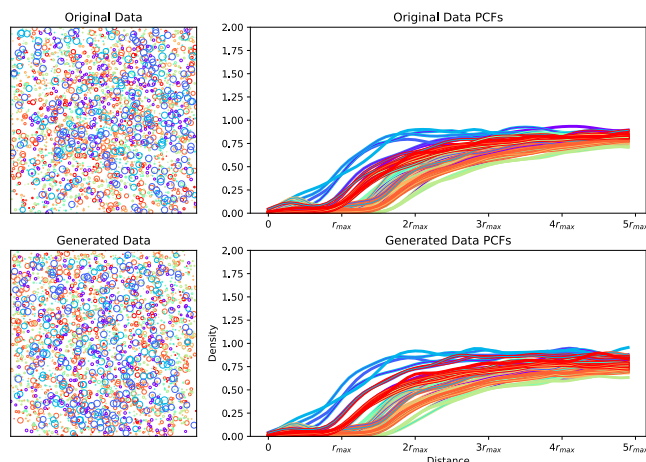 Original Data
Original Data PCFs
2.00
1.75
1.50
1.25
1.00
0.75
0.50
0.25
0.00
0 r_max 2r_max 3r_max 4r_max 5r_max
Generated Data
Generated Data PCFs
2.00
1.75
1.50
1.25
1.00
0.75
0.50
0.25
0.00
Density
0 r_max 2r_max 3r_max 4r_max 5r_max
Distance